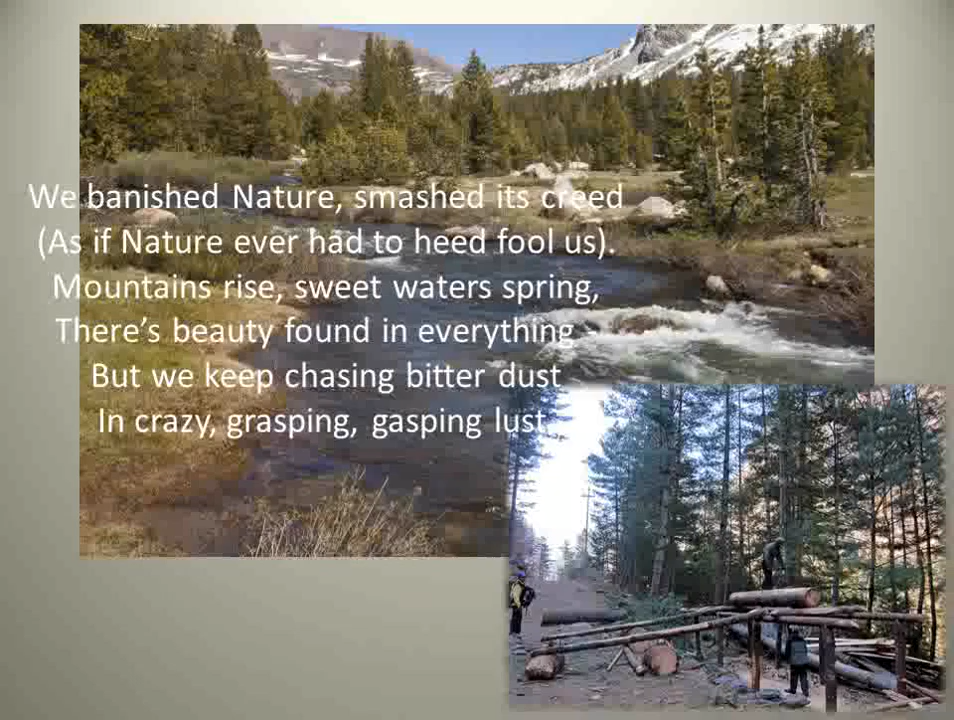 We banished Nature, smashed its creed
(As if Nature ever had to heed fool us).
Mountains rise, sweet waters spring,
There’s beauty found in everything -
But we keep chasing bitter dust
In crazy, grasping, gasping lust.